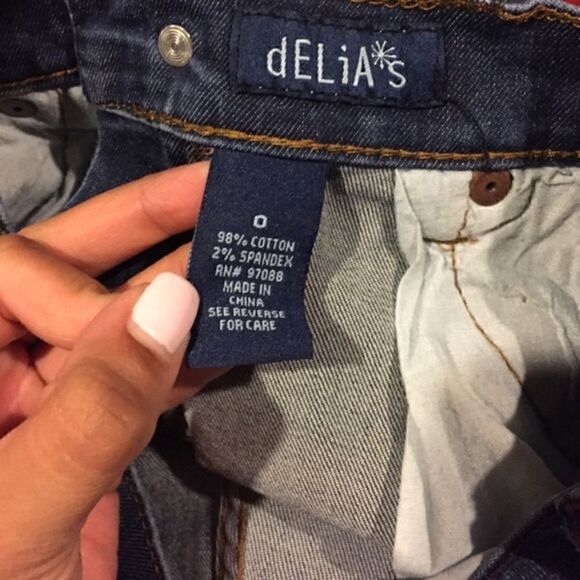 dELiA*s
0
98% COTTON
2% SPANDEX
RN# 97088
MADE IN
CHINA
SEE REVERSE
FOR CARE